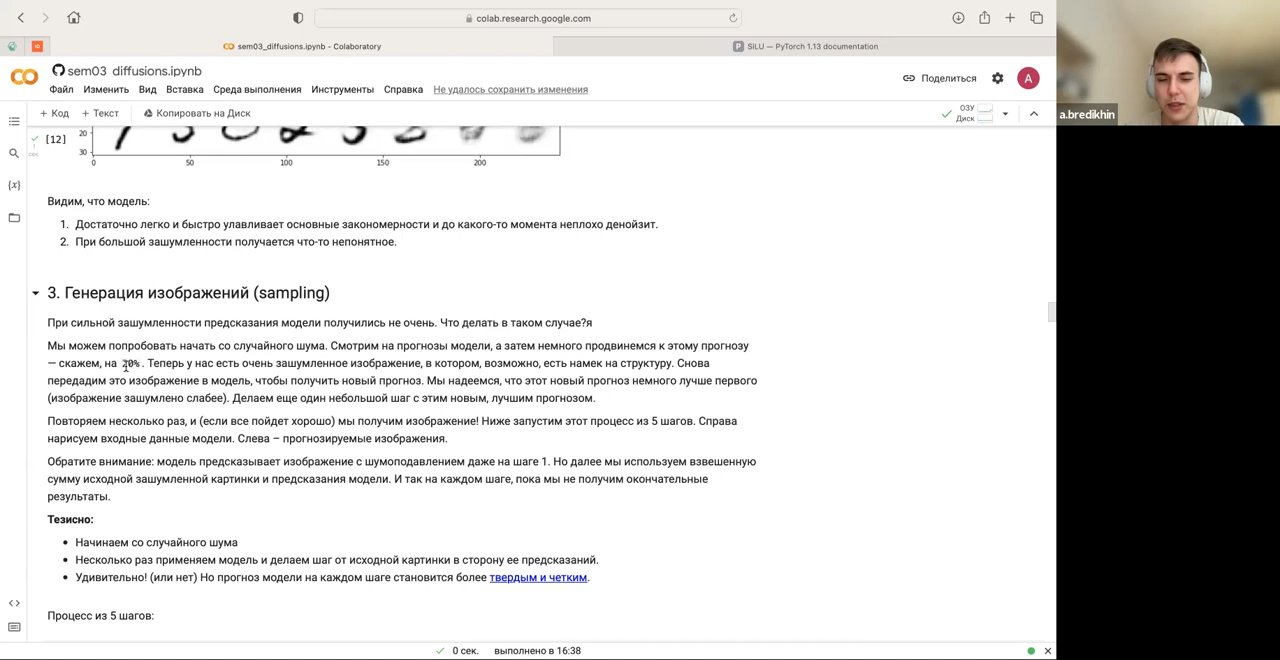 colab.research.google.com
sem03_diffusions.ipynb - Colaboratory
SiLU — PyTorch 1.13 documentation
sem03 diffusions.ipynb
Файл Изменить Вид Вставка Среда выполнения Инструменты Справка Не удалось сохранить изменения
Поделиться
A
+ Код + Текст Копировать на Диск
ОЗУ
Диск
a.bredikhin
[12]
сек.
20
30
0 50 100 150 200
Видим, что модель:
1. Достаточно легко и быстро улавливает основные закономерности и до какого-то момента неплохо денойзит.
2. При большой зашумленности получается что-то непонятное.
3. Генерация изображений (sampling)
При сильной зашумленности предсказания модели получились не очень. Что делать в таком случае?я
Мы можем попробовать начать со случайного шума. Смотрим на прогнозы модели, а затем немного продвинемся к этому прогнозу
— скажем, на 20%. Теперь у нас есть очень зашумленное изображение, в котором, возможно, есть намек на структуру. Снова
передадим это изображение в модель, чтобы получить новый прогноз. Мы надеемся, что этот новый прогноз немного лучше первого
(изображение зашумлено слабее). Делаем еще один небольшой шаг с этим новым, лучшим прогнозом.
Повторяем несколько раз, и (если все пойдет хорошо) мы получим изображение! Ниже запустим этот процесс из 5 шагов. Справа
нарисуем входные данные модели. Слева – прогнозируемые изображения.
Обратите внимание: модель предсказывает изображение с шумоподавлением даже на шаге 1. Но далее мы используем взвешенную
сумму исходной зашумленной картинки и предсказания модели. И так на каждом шаге, пока мы не получим окончательные
результаты.
Тезисно:
• Начинаем со случайного шума
• Несколько раз применяем модель и делаем шаг от исходной картинки в сторону ее предсказаний.
• Удивительно! (или нет) Но прогноз модели на каждом шаге становится более твердым и четким.
Процесс из 5 шагов:
0 сек. выполнено в 16:38